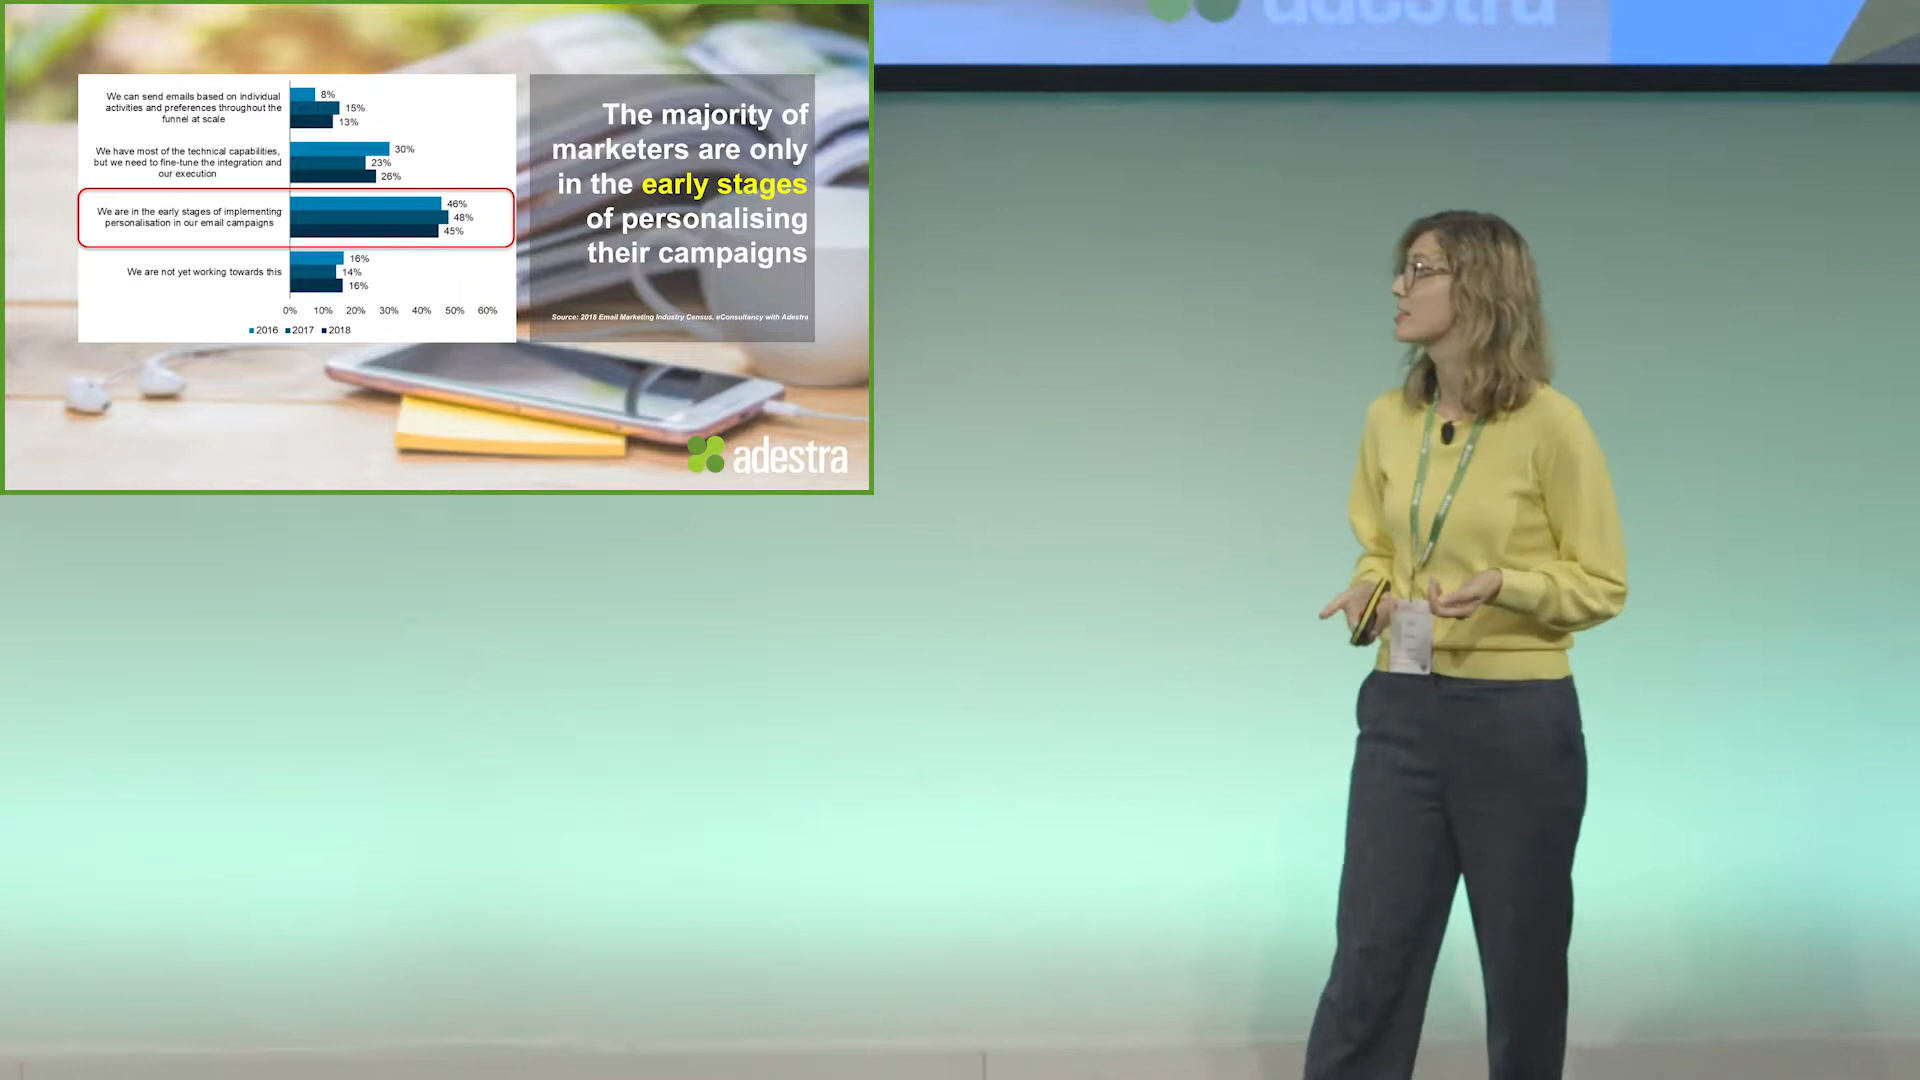 We can send emails based on individual
activities and preferences throughout the
funnel at scale
8%
15%
13%
We have most of the technical capabilities,
but we need to fine-tune the integration and
our execution
30%
23%
26%
We are in the early stages of implementing
personalisation in our email campaigns
46%
48%
45%
We are not yet working towards this
16%
14%
16%
0% 10% 20% 30% 40% 50% 60%
2016 2017 2018
The majority of
marketers are only
in the early stages
of personalising
their campaigns
Source: 2018 Email Marketing Industry Census, eConsultancy with Adestra
adestra
adestra